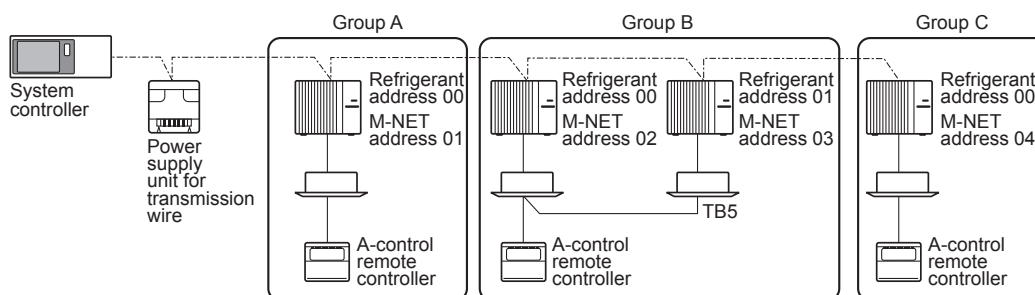 Group A
Group B
Group C
System
controller
Power
supply
unit for
transmission
wire
Refrigerant
address 00
M-NET
address 01
Refrigerant
address 00
M-NET
address 02
Refrigerant
address 01
M-NET
address 03
Refrigerant
address 00
M-NET
address 04
TB5
A-control
remote
controller
A-control
remote
controller
A-control
remote
controller